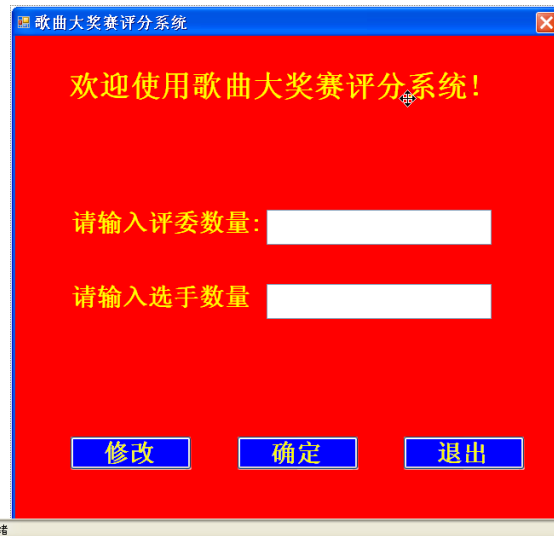 歌曲大奖赛评分系统
欢迎使用歌曲大奖赛评分系统!
请输入评委数量:
请输入选手数量
修改 确定 退出
绪